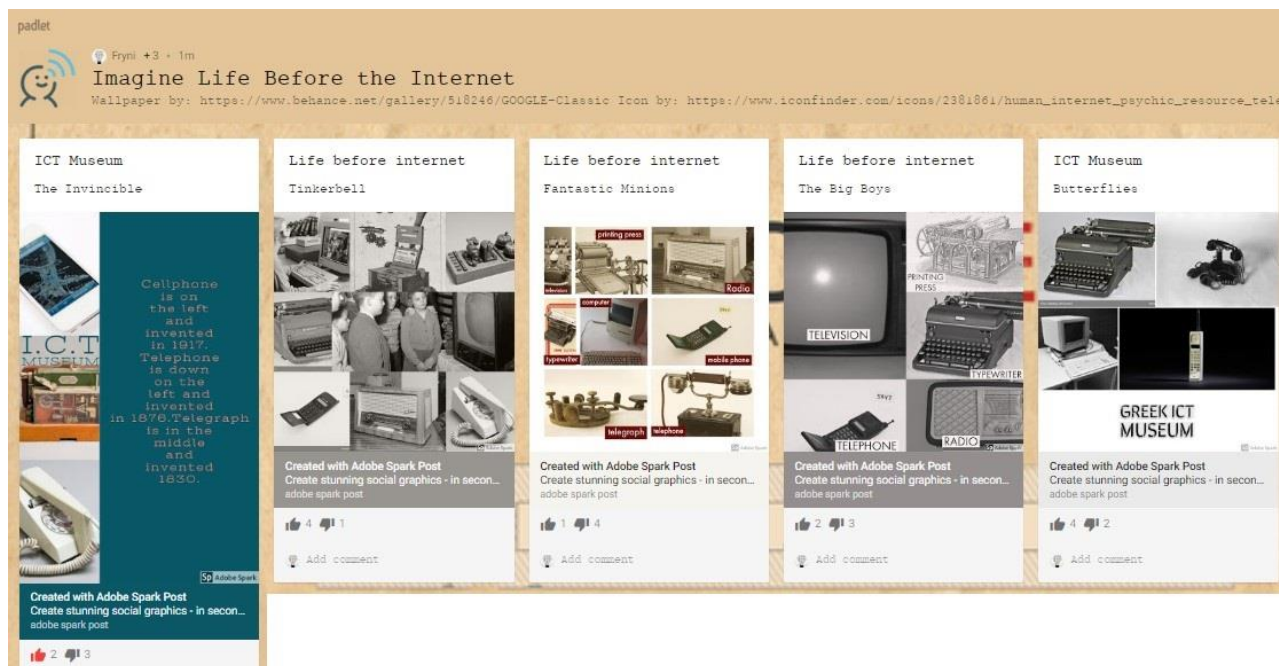 padlet
Fryni +3 • 1m
Imagine Life Before the Internet
Wallpaper by: https://www.behance.net/gallery/518246/GOOGLE-Classic Icon by: https://www.iconfinder.com/icons/2381861/human_internet_psychic_resource_tele
ICT Museum
The Invincible
I.C.T
MUSEUM
Cellphone
is on
the left
and
invented
in 1917.
Telephone
is down
on the
left and
invented
in 1876.Telegraph
is in the
middle
and
invented
1830.
Sp Adobe Spark
Created with Adobe Spark Post
Create stunning social graphics - in secon...
adobe spark post
2 3
Life before internet
Tinkerbell
Created with Adobe Spark Post
Create stunning social graphics - in secon...
adobe spark post
4 1
Add comment
Life before internet
Fantastic Minions
printing press
television
Radio
computer
typewriter
mobile phone
telegraph
telephone
Created with Adobe Spark Post
Create stunning social graphics - in secon...
adobe spark post
1 4
Add comment
Life before internet
The Big Boys
PRINTING
PRESS
TELEVISION
TYPEWRITER
TELEPHONE
RADIO
Created with Adobe Spark Post
Create stunning social graphics - in secon...
adobe spark post
2 3
Add comment
ICT Museum
Butterflies
GREEK ICT
MUSEUM
Created with Adobe Spark Post
Create stunning social graphics - in secon...
adobe spark post
4 2
Add comment